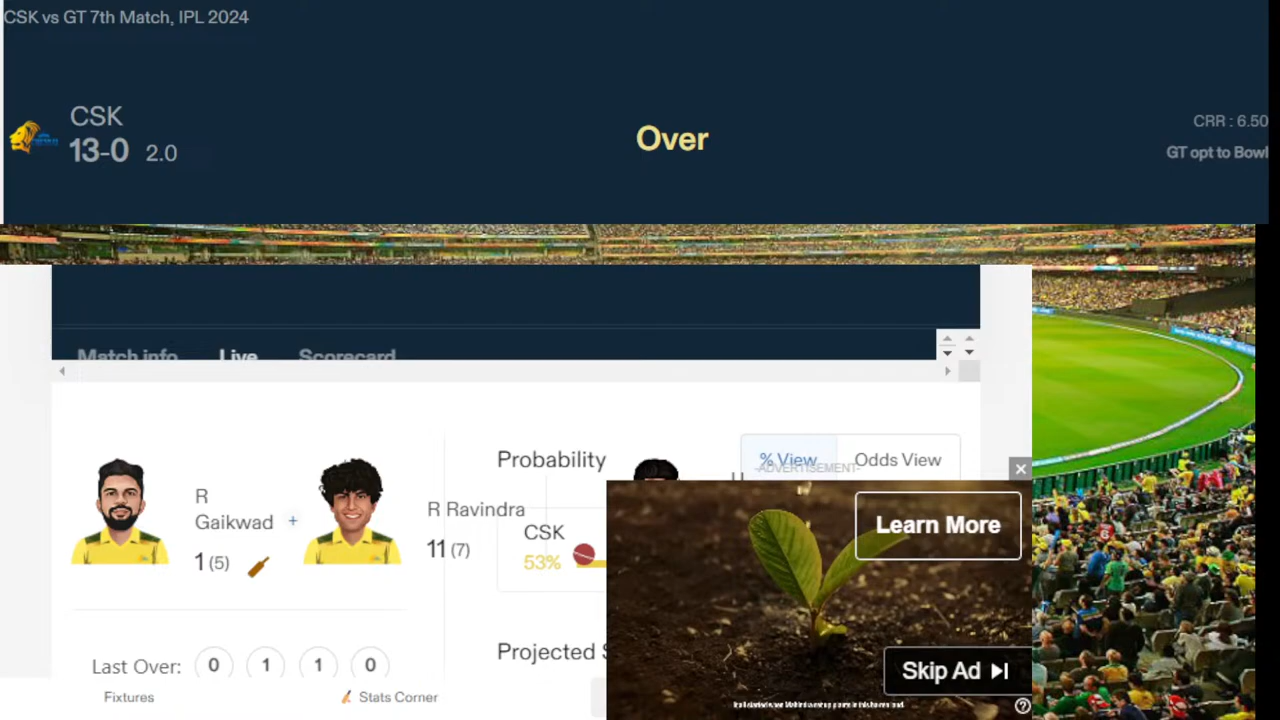 CSK vs GT 7th Match, IPL 2024
CSK
13-0 2.0
Over
CRR : 6.50
GT opt to Bowl
Match info Live Scorecard
Probability
% View Odds View
-ADVERTISEMENT-
R
Gaikwad +
1 (5)
R Ravindra
11 (7)
CSK
53%
Learn More
Last Over: 0 1 1 0
Projected
Skip Ad
Fixtures
Stats Corner